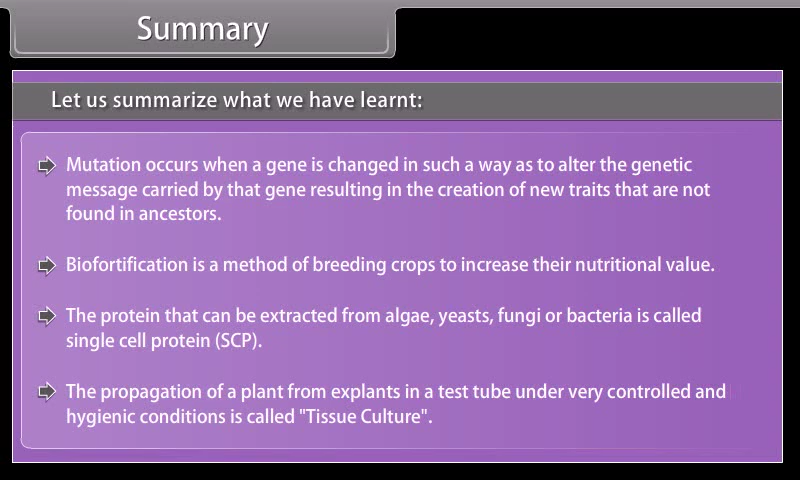 Summary
Let us summarize what we have learnt:
Mutation occurs when a gene is changed in such a way as to alter the genetic
message carried by that gene resulting in the creation of new traits that are not
found in ancestors.
Biofortification is a method of breeding crops to increase their nutritional value.
The protein that can be extracted from algae, yeasts, fungi or bacteria is called
single cell protein (SCP).
The propagation of a plant from explants in a test tube under very controlled and
hygienic conditions is called "Tissue Culture".